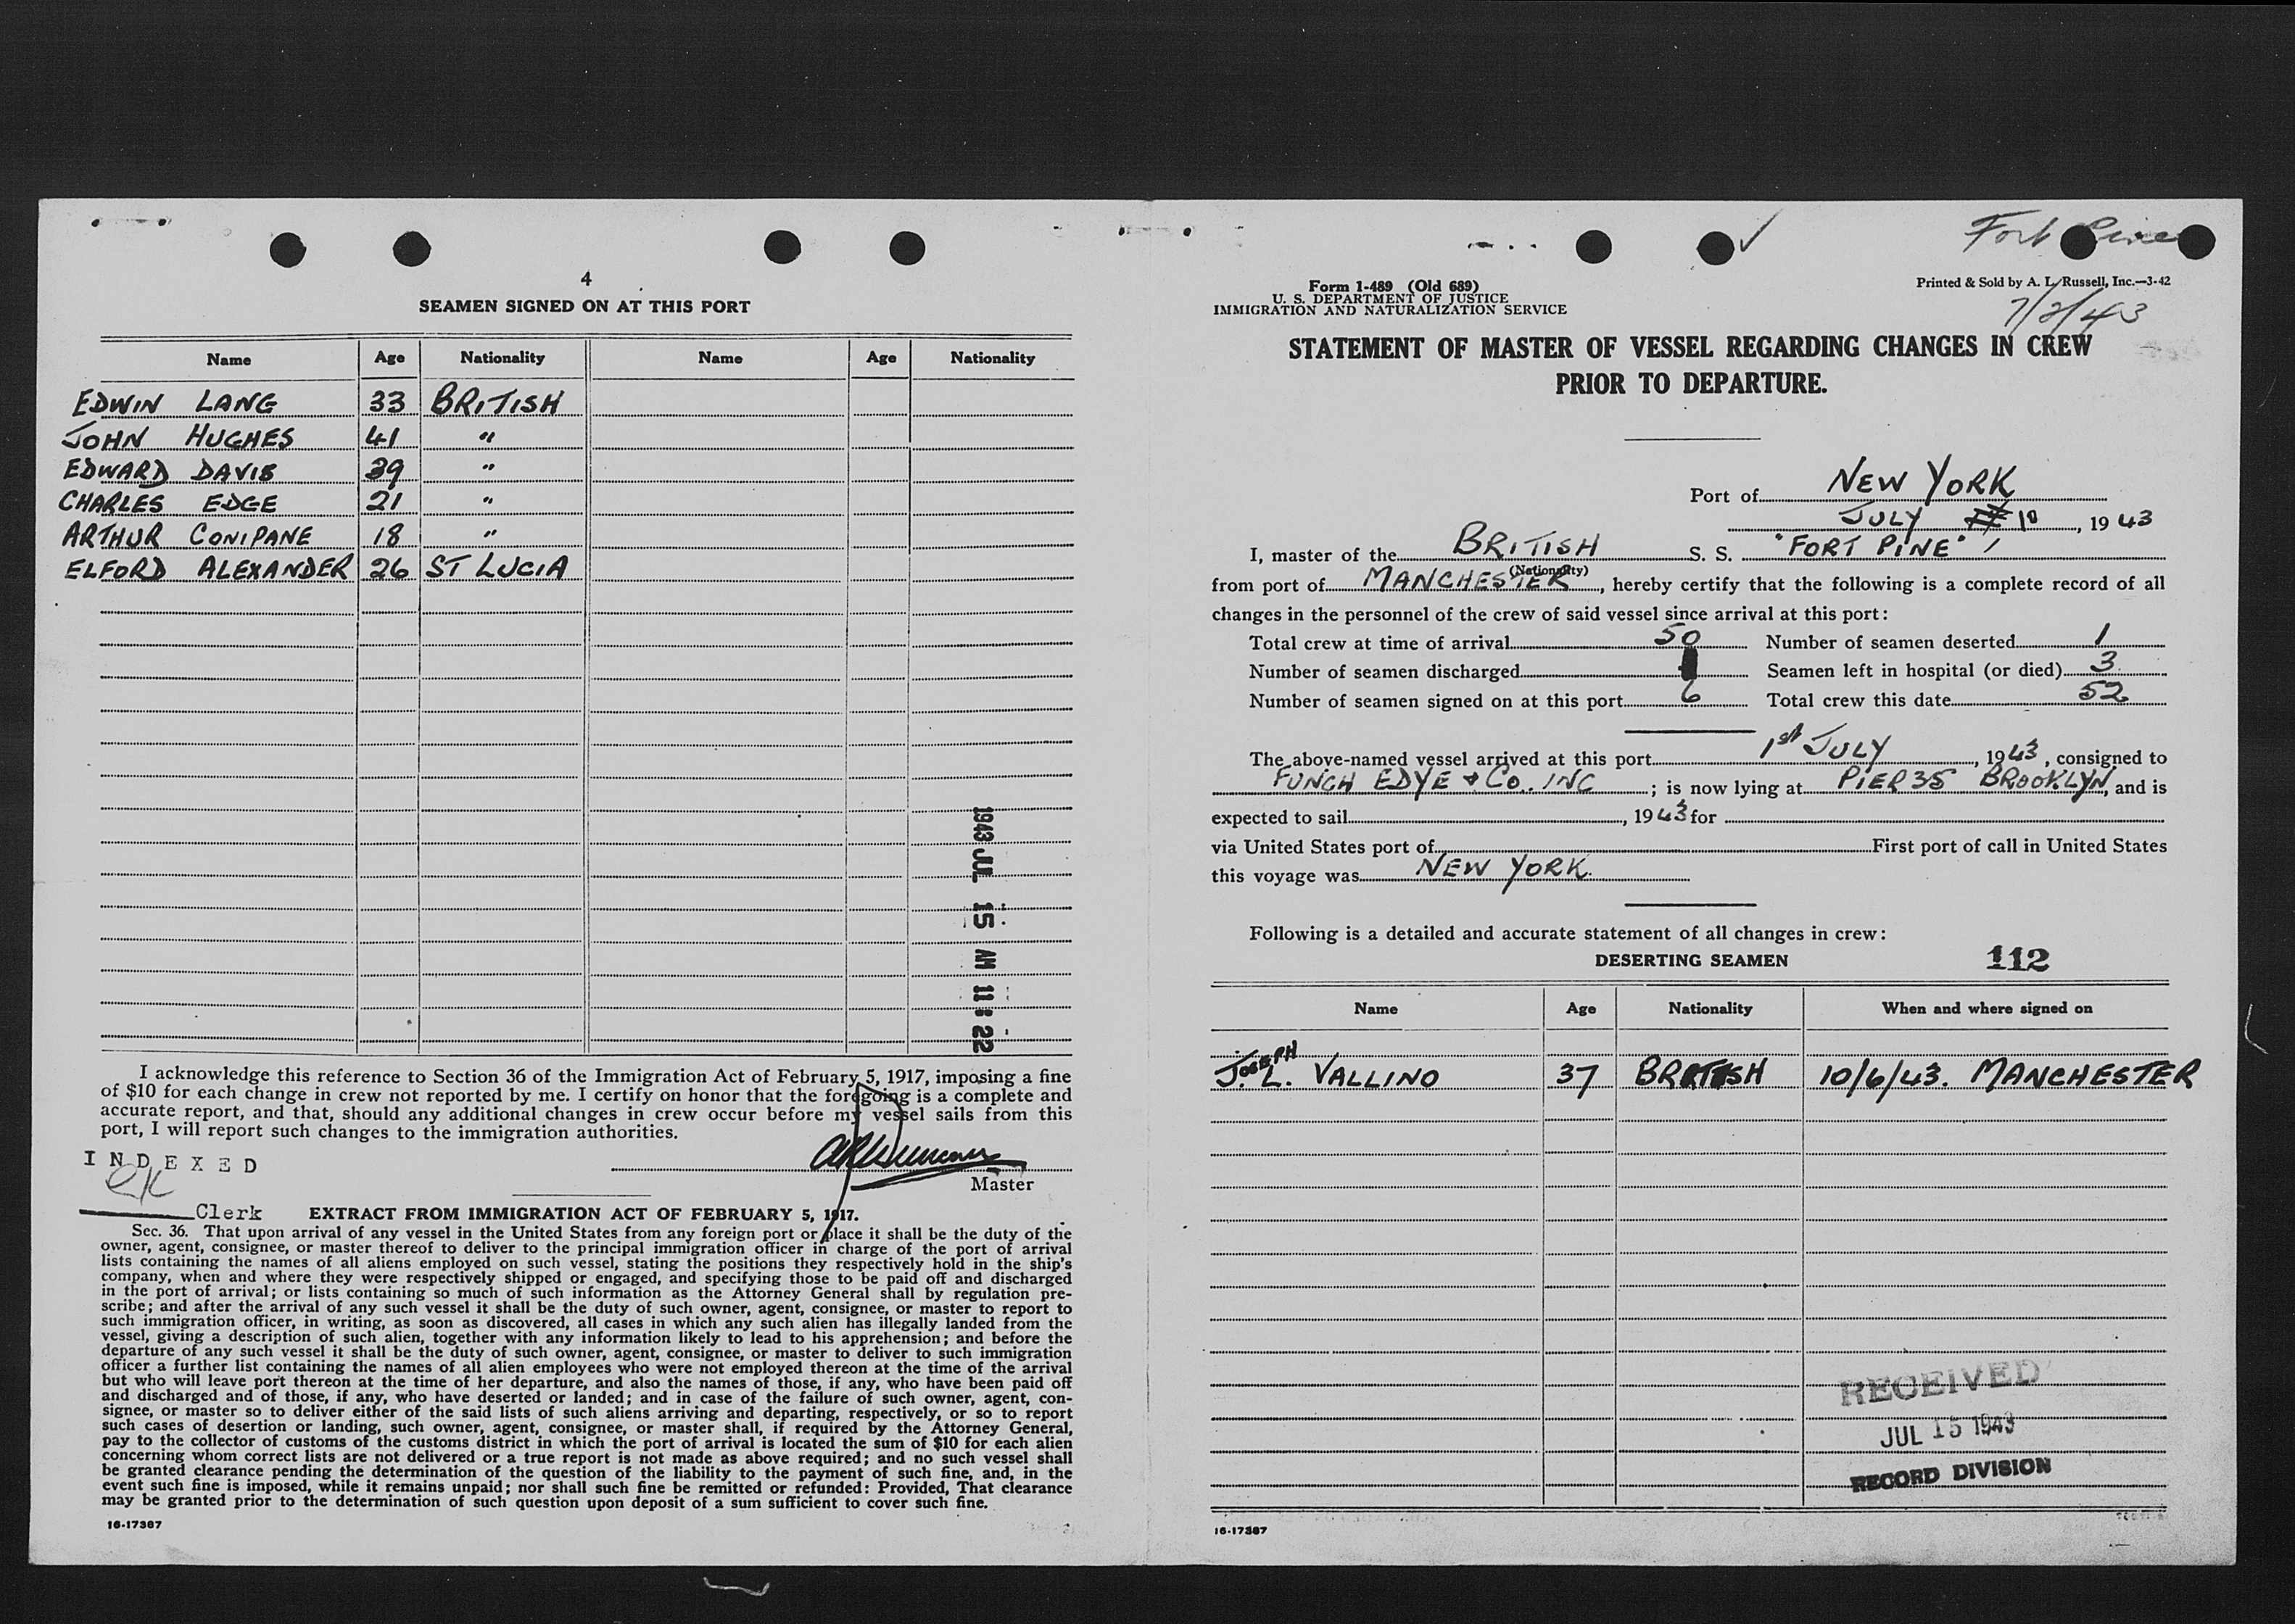 4
SEAMEN SIGNED ON AT THIS PORT
Name Age Nationality Name Age Nationality
EDWIN LANG 33 BRITISH
JOHN HUGHES 41 "
EDWARD DAVIS 39 "
CHARLES EDGE 21 "
ARTHUR CONIPANE 18 "
ELFORD ALEXANDER 26 ST LUCIA
1943 JUL 15 AM 11: 22
I acknowledge this reference to Section 36 of the Immigration Act of February 5, 1917, imposing a fine
of $10 for each change in crew not reported by me. I certify on honor that the foregoing is a complete and
accurate report, and that, should any additional changes in crew occur before my vessel sails from this
port, I will report such changes to the immigration authorities.
INDEXED
Master
Clerk
EXTRACT FROM IMMIGRATION ACT OF FEBRUARY 5, 1917.
Sec. 36. That upon arrival of any vessel in the United States from any foreign port or place it shall be the duty of the
owner, agent, consignee, or master thereof to deliver to the principal immigration officer in charge of the port of arrival
lists containing the names of all aliens employed on such vessel, stating the positions they respectively hold in the ship's
company, when and where they were respectively shipped or engaged, and specifying those to be paid off and discharged
in the port of arrival; or lists containing so much of such information as the Attorney General shall by regulation pre-
scribe; and after the arrival of any such vessel it shall be the duty of such owner, agent, consignee, or master to report to
such immigration officer, in writing, as soon as discovered, all cases in which any such alien has illegally landed from the
vessel, giving a description of such alien, together with any information likely to lead to his apprehension; and before the
departure of any such vessel it shall be the duty of such owner, agent, consignee, or master to deliver to such immigration
officer a further list containing the names of all alien employees who were not employed thereon at the time of the arrival
but who will leave port thereon at the time of her departure, and also the names of those, if any, who have been paid off
and discharged and of those, if any, who have deserted or landed; and in case of the failure of such owner, agent, con-
signee, or master so to deliver either of the said lists of such aliens arriving and departing, respectively, or so to report
such cases of desertion or landing, such owner, agent, consignee, or master shall, if required by the Attorney General,
pay to the collector of customs of the customs district in which the port of arrival is located the sum of $10 for each alien
concerning whom correct lists are not delivered or a true report is not made as above required; and no such vessel shall
be granted clearance pending the determination of the question of the liability to the payment of such fine, and, in the
event such fine is imposed, while it remains unpaid; nor shall such fine be remitted or refunded: Provided, That clearance
may be granted prior to the determination of such question upon deposit of a sum sufficient to cover such fine.
16-17367
Fort Pine
Form 1-489 (Old 689)
U. S. DEPARTMENT OF JUSTICE
IMMIGRATION AND NATURALIZATION SERVICE
Printed & Sold by A. L. Russell, Inc.—3-42
7/2/43
STATEMENT OF MASTER OF VESSEL REGARDING CHANGES IN CREW
PRIOR TO DEPARTURE.
Port of NEW YORK
JULY 10, 1943
I, master of the BRITISH S. S. "FORT PINE"
(Nationality)
from port of MANCHESTER, hereby certify that the following is a complete record of all
changes in the personnel of the crew of said vessel since arrival at this port:
Total crew at time of arrival 50 Number of seamen deserted 1
Number of seamen discharged Seamen left in hospital (or died) 3
Number of seamen signed on at this port 6 Total crew this date 52
The above-named vessel arrived at this port 1st JULY, 1943, consigned to
FUNCH EDYE & Co.. INC; is now lying at PIER 35 BROOKLYN, and is
expected to sail, 1943 for
via United States port of First port of call in United States
this voyage was NEW YORK.
Following is a detailed and accurate statement of all changes in crew:
DESERTING SEAMEN 112
Name Age Nationality When and where signed on
JOSEPH
J. L. VALLINO 37 BRITISH 10/6/43. MANCHESTER
RECEIVED
JUL 15 1943
RECORD DIVISION
16-17367